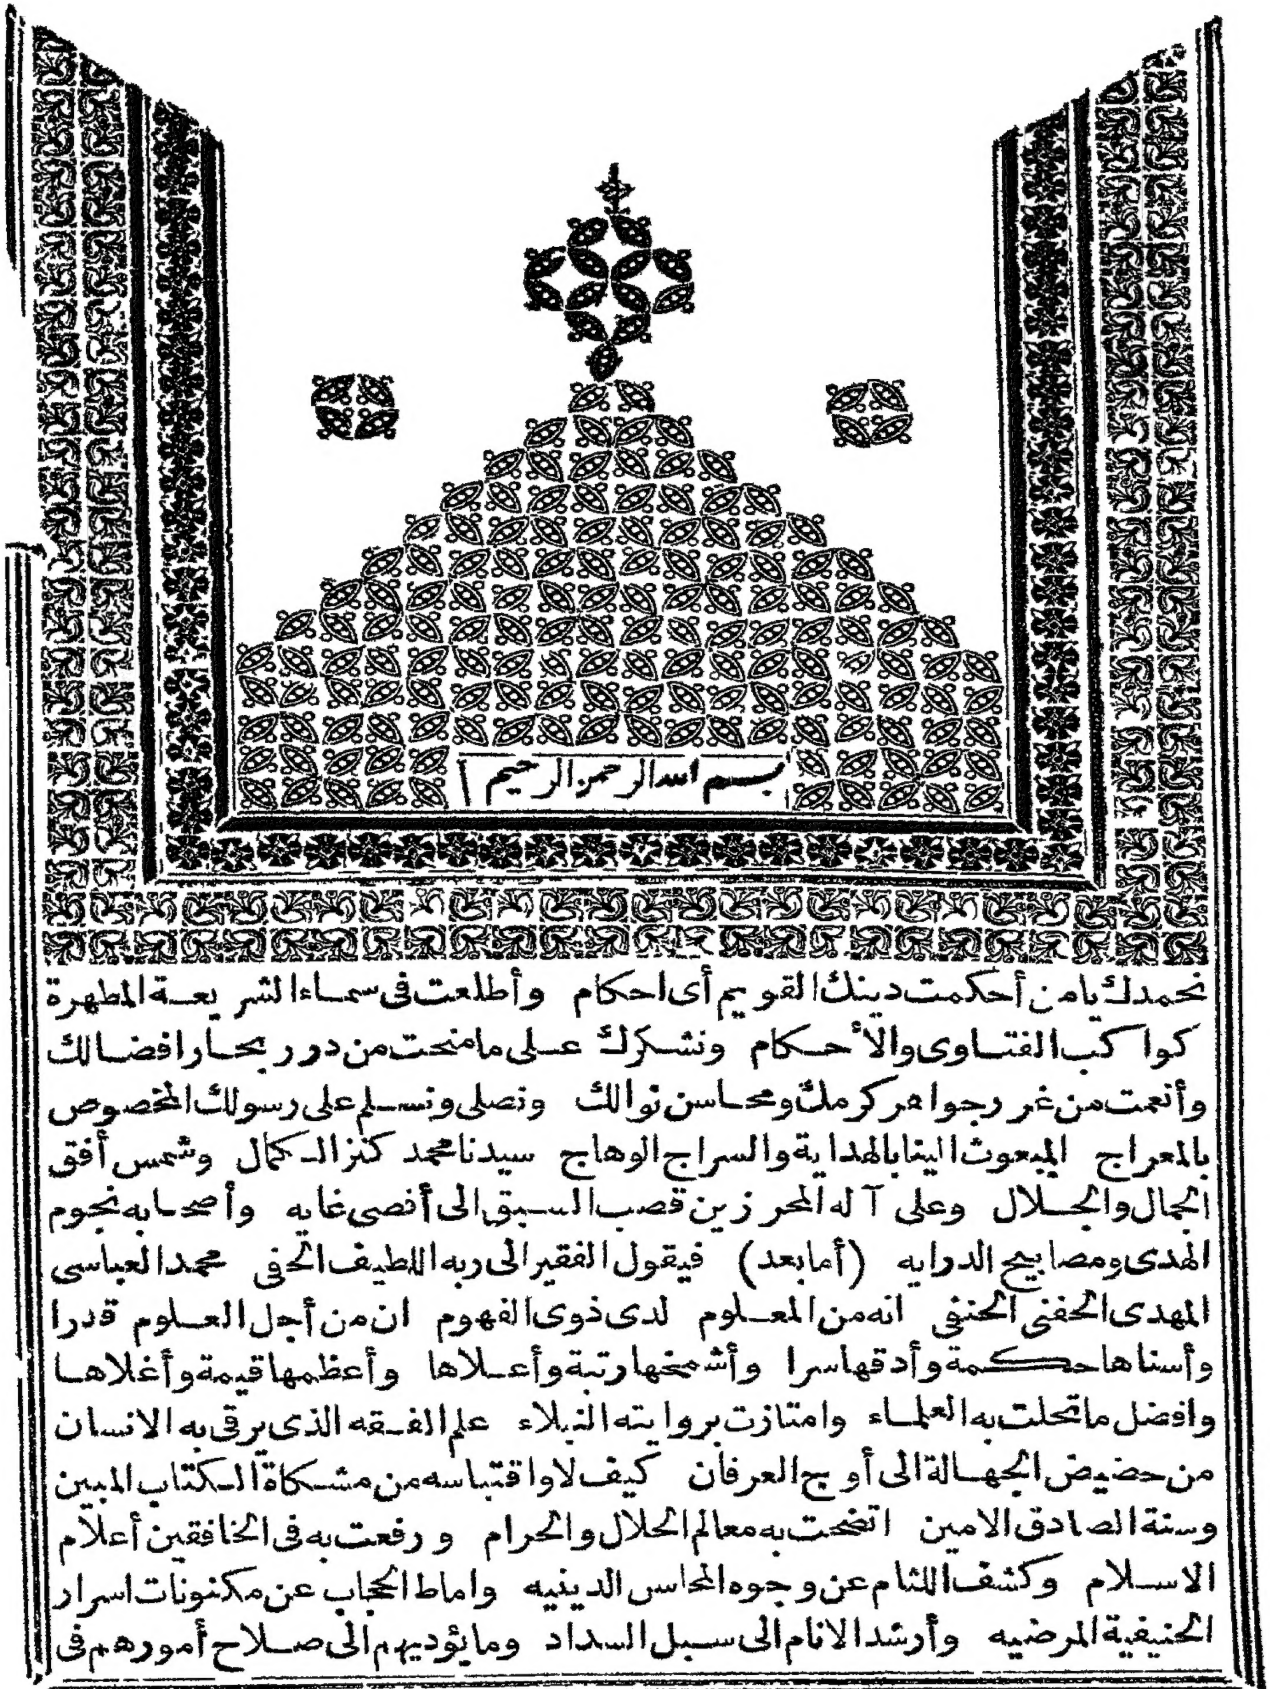 بسم الله الرحمن الرحيم
نحمدك يا من أحكمت دينك القويم أى احكام وأطلعت فى سماء الشريعة المطهرة
كواكب الفتاوى والأحكام ونشكرك على ما منحت من درر بحار افضالك
وأنعمت من غرر جواهر كرمك ومحاسن نوالك ونصلى ونسلم على رسولك المخصوص
بالمعراج المبعوث الينا بالهداية والسراج الوهاج سيدنا محمد كنز الكمال وشمس أفق
الجمال والجلال وعلى آله المحرزين قصب السبق الى أقصى غايه وأصحابه نجوم
الهدى ومصابيح الدرايه (أما بعد) فيقول الفقير الى ربه اللطيف الخفى محمد العباسى
المهدى الحفنى الحنفى انه من المعلوم لدى ذوى الفهوم ان من أجل العلوم قدرا
وأسناها حكمة وأدقها سرا وأشمخها رتبة وأعلاها وأعظمها قيمة وأغلاها
وافضل ما تحلت به العلماء وامتازت بروايته النبلاء علم الفقه الذى يرقى به الانسان
من حضيض الجهالة الى أوج العرفان كيف لا واقتباسه من مشكاة الكتاب المبين
وسنة الصادق الامين اتضحت به معالم الحلال والحرام ورفعت به فى الخافقين أعلام
الاسلام وكشف اللثام عن وجوه المحاسن الدينيه واماط الحجاب عن مكنونات اسرار
الحنيفية المرضيه وأرشد الانام الى سبل السداد وما يؤديهم الى صلاح أمورهم فى